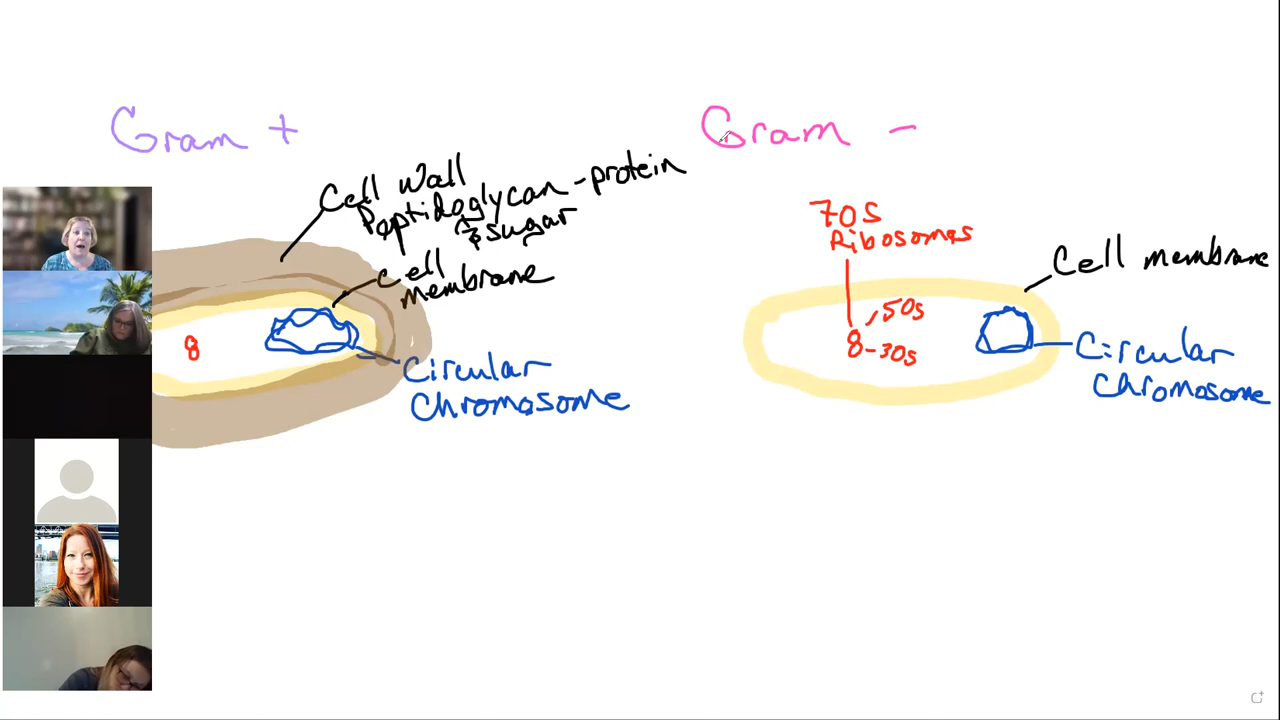 Gram +
Cell Wall
Peptidoglycan - protein
& sugar
Cell
membrane
8
Circular
Chromosome
Gram -
70S
Ribosomes
50s
8 - 30s
Cell membrane
Circular
Chromosome